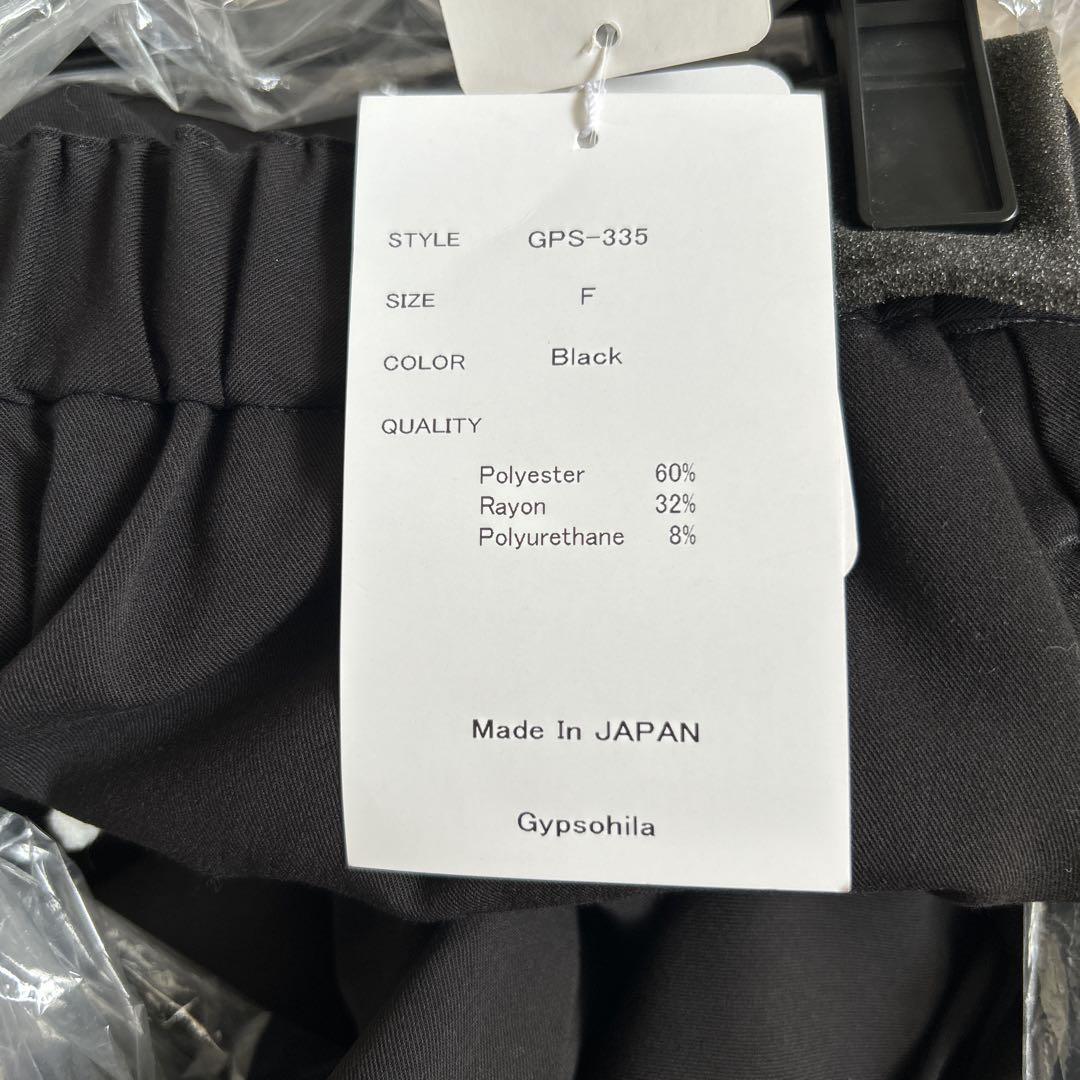 STYLE GPS-335
SIZE F
COLOR Black
QUALITY
Polyester 60%
Rayon 32%
Polyurethane 8%
Made In JAPAN
Gypsohila